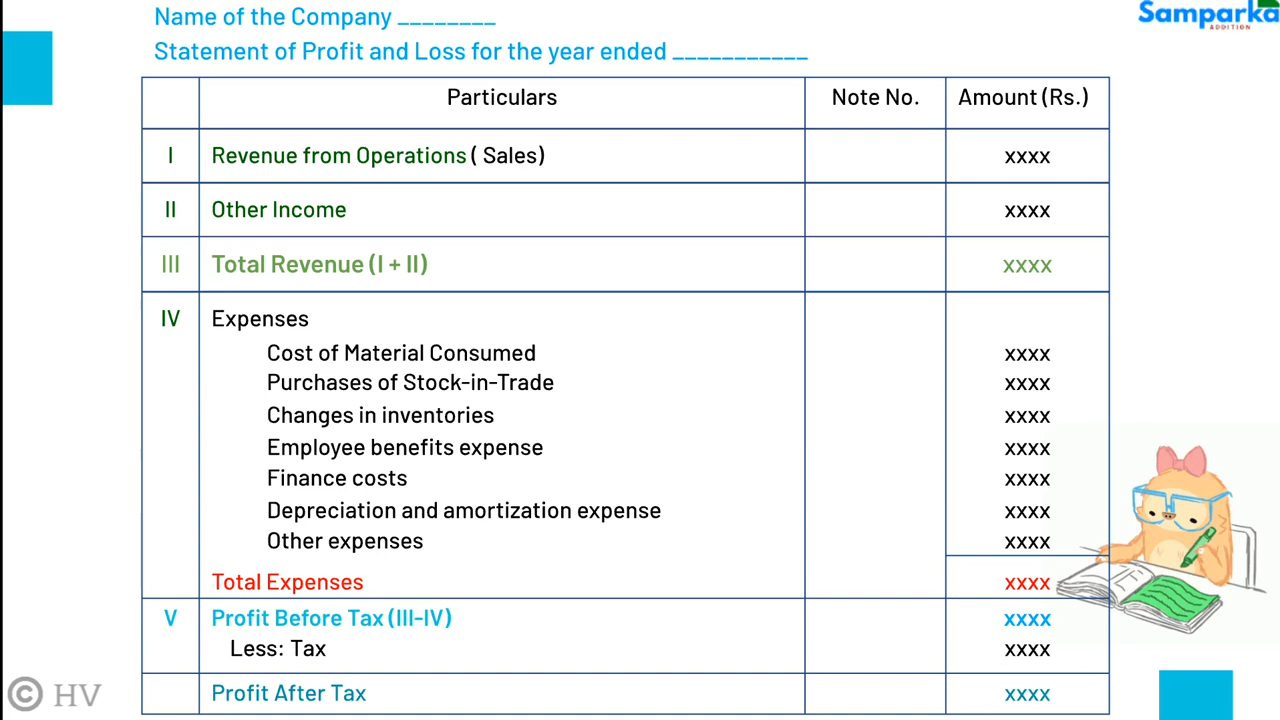 Name of the Company ________
Samparka
ADDITION
Statement of Profit and Loss for the year ended ___________
Particulars Note No. Amount (Rs.)
I Revenue from Operations ( Sales) xxxx
II Other Income xxxx
III Total Revenue (I + II) xxxx
IV Expenses
Cost of Material Consumed xxxx
Purchases of Stock-in-Trade xxxx
Changes in inventories xxxx
Employee benefits expense xxxx
Finance costs xxxx
Depreciation and amortization expense xxxx
Other expenses xxxx
Total Expenses xxxx
V Profit Before Tax (III-IV) xxxx
Less: Tax xxxx
Profit After Tax xxxx
© HV